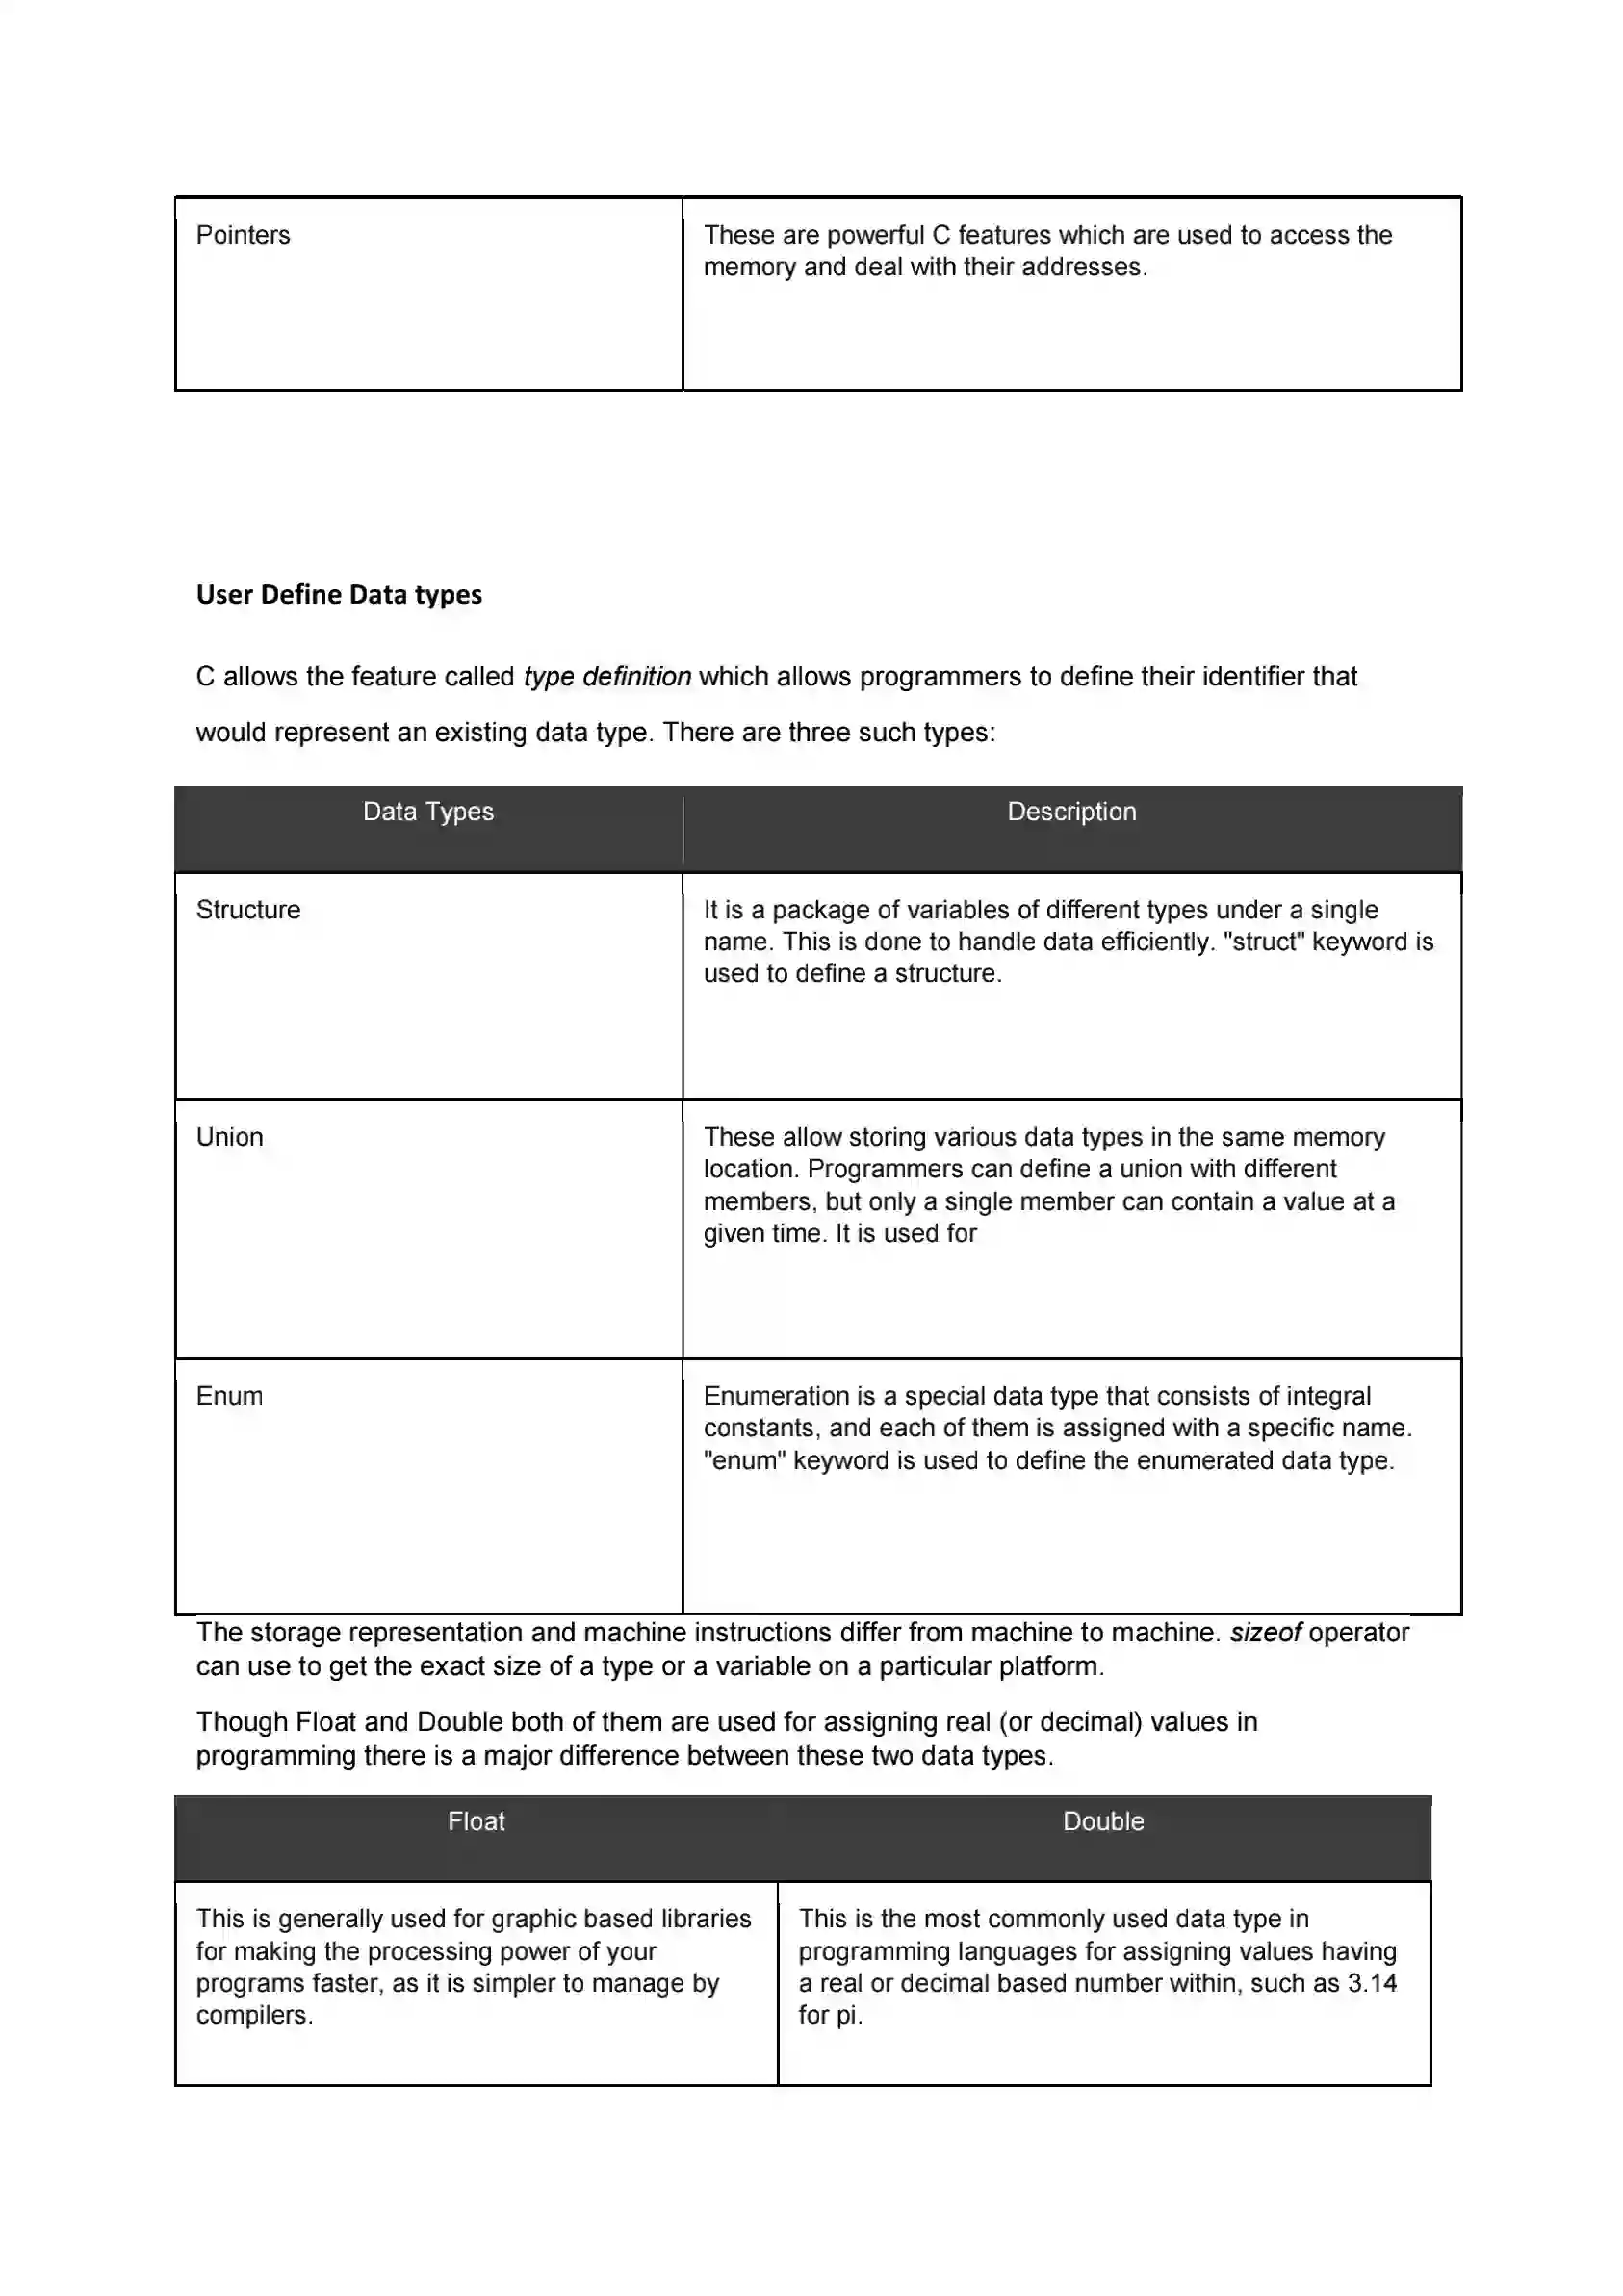 Pointers
These are powerful C features which are used to access the
memory and deal with their addresses.
User Define Data types
C allows the feature called type definition which allows programmers to define their identifier that
would represent an existing data type. There are three such types:
Data Types
Description
Structure
It is a package of variables of different types under a single
name. This is done to handle data efficiently. "struct" keyword is
used to define a structure.
Union
These allow storing various data types in the same memory
location. Programmers can define a union with different
members, but only a single member can contain a value at a
given time. It is used for
Enum
Enumeration is a special data type that consists of integral
constants, and each of them is assigned with a specific name.
"enum" keyword is used to define the enumerated data type.
The storage representation and machine instructions differ from machine to machine. sizeof operator
can use to get the exact size of a type or a variable on a particular platform.
Though Float and Double both of them are used for assigning real (or decimal) values in
programming there is a major difference between these two data types.
Float
Double
This is generally used for graphic based libraries
for making the processing power of your
programs faster, as it is simpler to manage by
compilers.
This is the most commonly used data type in
programming languages for assigning values having
a real or decimal based number within, such as 3.14
for pi.